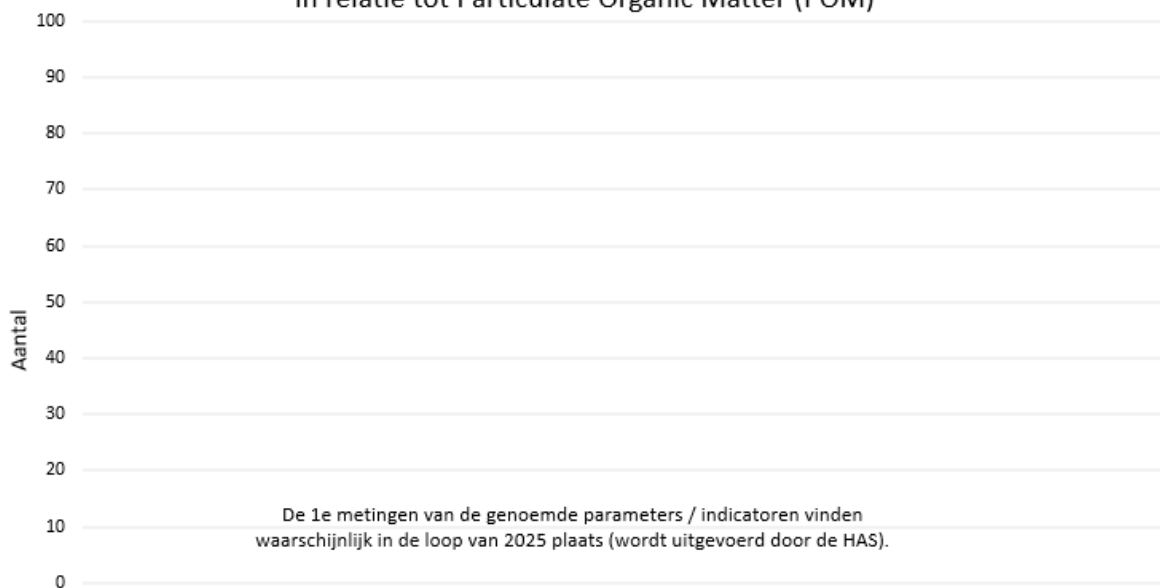 in relatie tot Particulate Organic Matter (POM)
100
90
80
70
60
50
Aantal
40
30
20
De 1e metingen van de genoemde parameters / indicatoren vinden
10
waarschijnlijk in de loop van 2025 plaats (wordt uitgevoerd door de HAS).
0